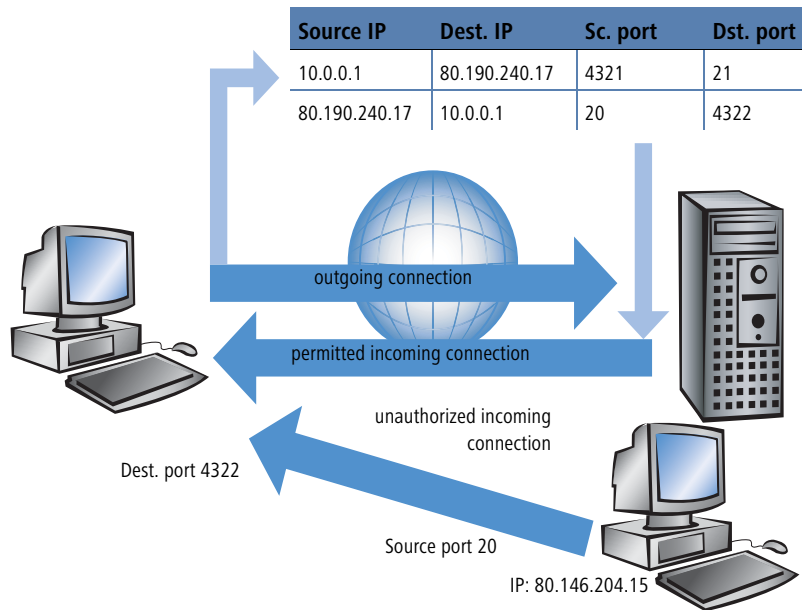 Source IP Dest. IP Sc. port Dst. port
10.0.0.1 80.190.240.17 4321 21
80.190.240.17 10.0.0.1 20 4322
outgoing connection
permitted incoming connection
unauthorized incoming
connection
Dest. port 4322
Source port 20
IP: 80.146.204.15